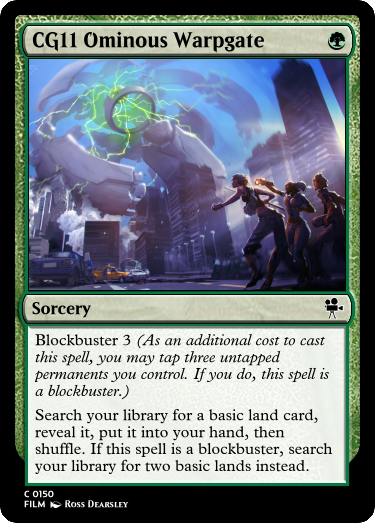 CG11 Ominous Warpgate
Sorcery
Blockbuster 3 (As an additional cost to cast
this spell, you may tap three untapped
permanents you control. If you do, this spell is
a blockbuster.)
Search your library for a basic land card,
reveal it, put it into your hand, then
shuffle. If this spell is a blockbuster, search
your library for two basic lands instead.
C 0150
FILM Ross Dearsley